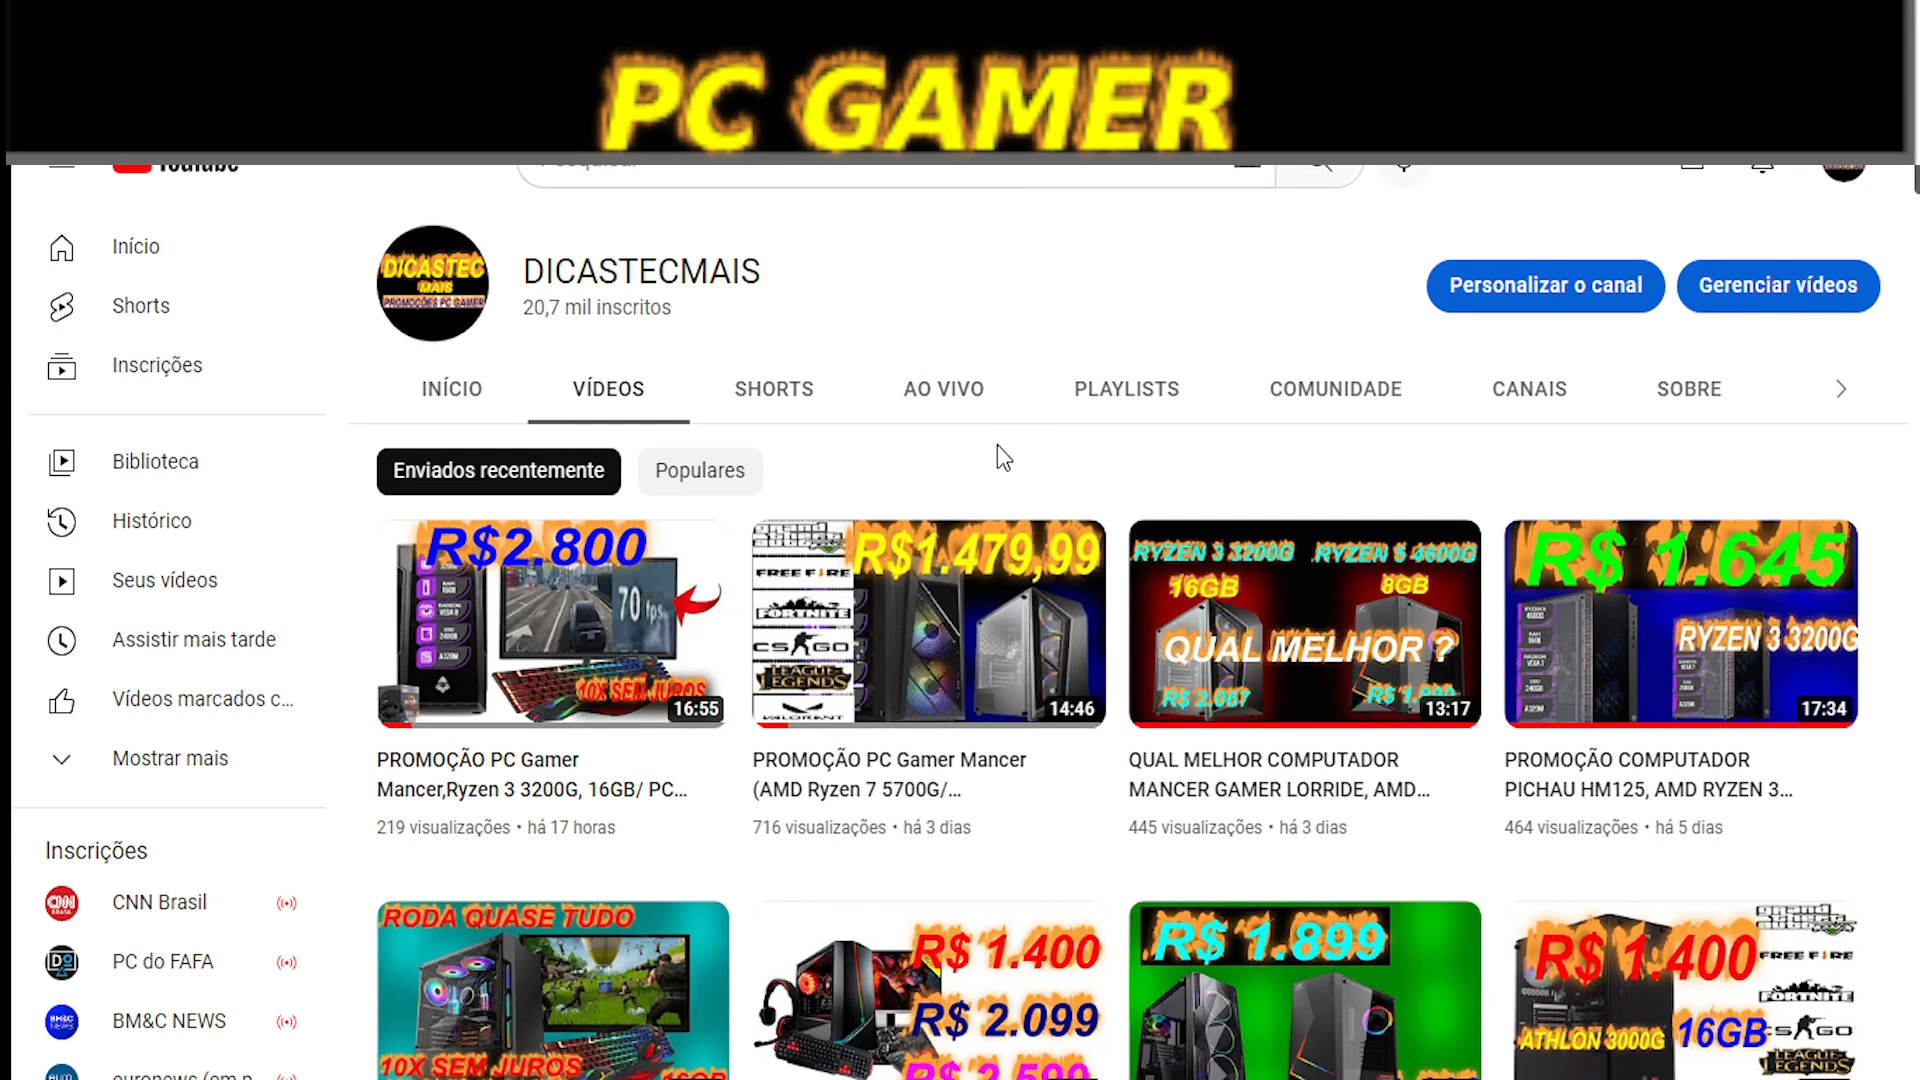 PC GAMER
YouTube
Início
Shorts
Inscrições
Biblioteca
Histórico
Seus vídeos
Assistir mais tarde
Vídeos marcados c...
Mostrar mais
Inscrições
CNN Brasil
PC do FAFA
BM&C NEWS
DICASTEC
MAIS
PROMOÇÕES PC GAMER
DICASTECMAIS
20,7 mil inscritos
Personalizar o canal
Gerenciar vídeos
INÍCIO
VÍDEOS
SHORTS
AO VIVO
PLAYLISTS
COMUNIDADE
CANAIS
SOBRE
Enviados recentemente
Populares
R$2.800
70 fps
10X SEM JUROS
16:55
PROMOÇÃO PC Gamer
Mancer,Ryzen 3 3200G, 16GB/ PC...
219 visualizações • há 17 horas
grand theft auto
R$1.479,99
FREE FIRE
FORTNITE
CS GO
LEAGUE LEGENDS
VALORANT
14:46
PROMOÇÃO PC Gamer Mancer
(AMD Ryzen 7 5700G/...
716 visualizações • há 3 dias
RYZEN 3 3200G
RYZEN 5 4600G
16GB
8GB
QUAL MELHOR ?
R$ 2.067
13:17
QUAL MELHOR COMPUTADOR
MANCER GAMER LORRIDE, AMD...
445 visualizações • há 3 dias
R$ 1.645
RYZEN 3 3200G
17:34
PROMOÇÃO COMPUTADOR
PICHAU HM125, AMD RYZEN 3...
464 visualizações • há 5 dias
RODA QUASE TUDO
10X SEM JUROS
R$ 1.400
R$ 2.099
R$ 2.599
R$ 1.899
R$ 1.400
ATHLON 3000G
16GB
FREE FIRE
FORTNITE
CS GO
LEAGUE LEGENDS